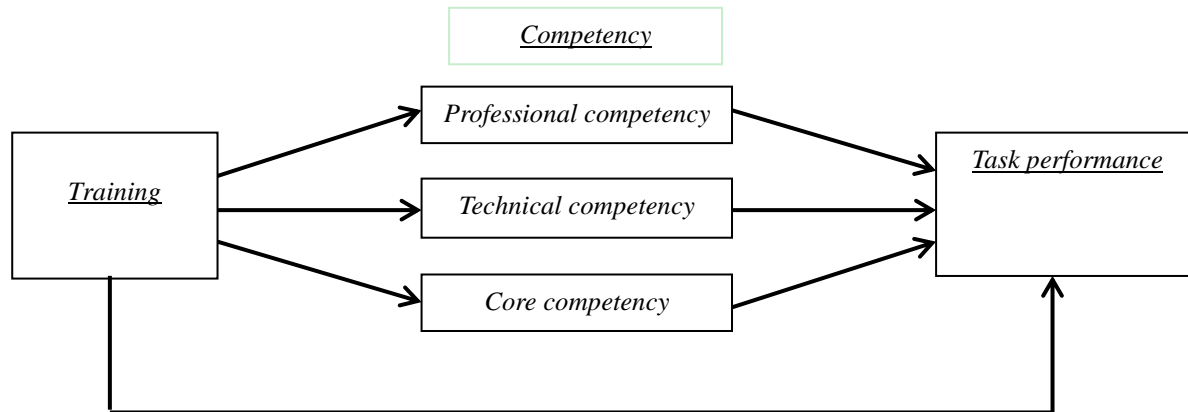 Competency
Professional competency
Training
Technical competency
Core competency
Task performance